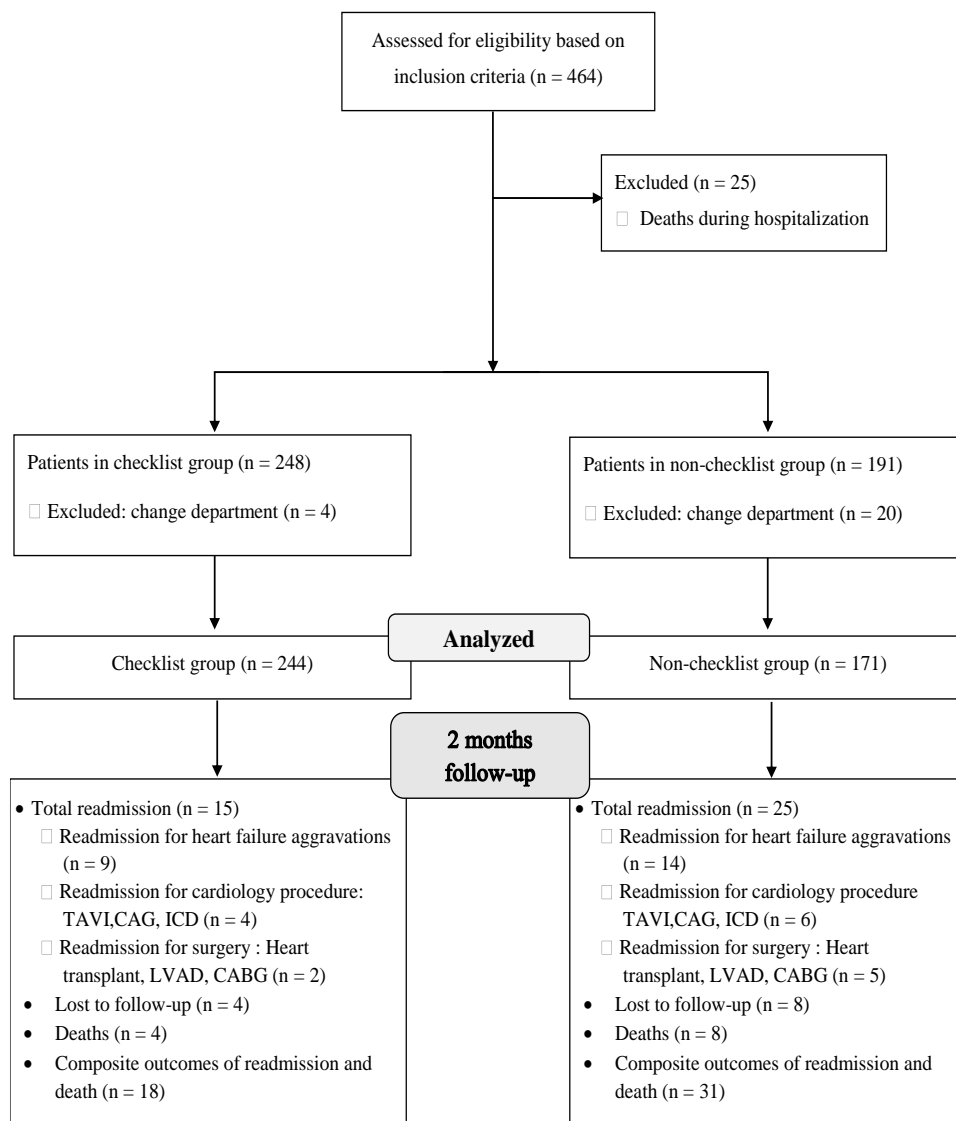 Assessed for eligibility based on
inclusion criteria (n = 464)
Excluded (n = 25)
Deaths during hospitalization
Patients in checklist group (n = 248)
Excluded: change department (n = 4)
Patients in non-checklist group (n = 191)
Excluded: change department (n = 20)
Analyzed
Checklist group (n = 244)
Non-checklist group (n = 171)
2 months
follow-up
• Total readmission (n = 15)
Readmission for heart failure aggravations
(n = 9)
Readmission for cardiology procedure:
TAVI,CAG, ICD (n = 4)
Readmission for surgery : Heart
transplant, LVAD, CABG (n = 2)
• Lost to follow-up (n = 4)
• Deaths (n = 4)
• Composite outcomes of readmission and
death (n = 18)
• Total readmission (n = 25)
Readmission for heart failure aggravations
(n = 14)
Readmission for cardiology procedure
TAVI,CAG, ICD (n = 6)
Readmission for surgery : Heart
transplant, LVAD, CABG (n = 5)
• Lost to follow-up (n = 8)
• Deaths (n = 8)
• Composite outcomes of readmission and
death (n = 31)